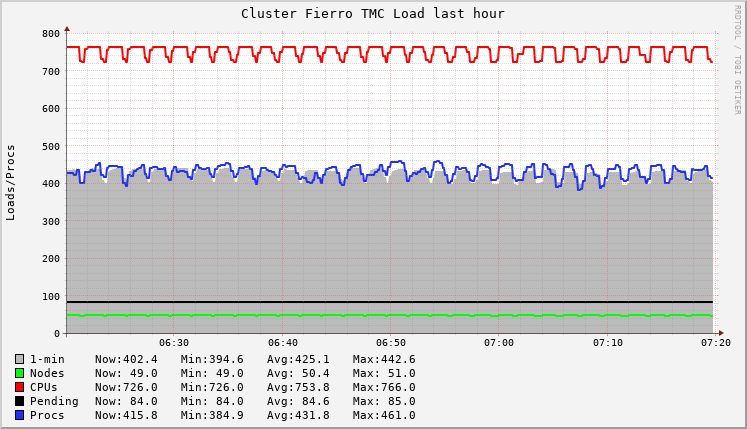 Cluster Fierro TMC Load last hour
RRDTOOL / TOBI OETIKER
Loads/Procs
800
700
600
500
400
300
200
100
0
06:30 06:40 06:50 07:00 07:10 07:20
1-min Now:402.4 Min:394.6 Avg:425.1 Max:442.6
Nodes Now: 49.0 Min: 49.0 Avg: 50.4 Max: 51.0
CPUs Now:726.0 Min:726.0 Avg:753.8 Max:766.0
Pending Now: 84.0 Min: 84.0 Avg: 84.6 Max: 85.0
Procs Now:415.8 Min:384.9 Avg:431.8 Max:461.0